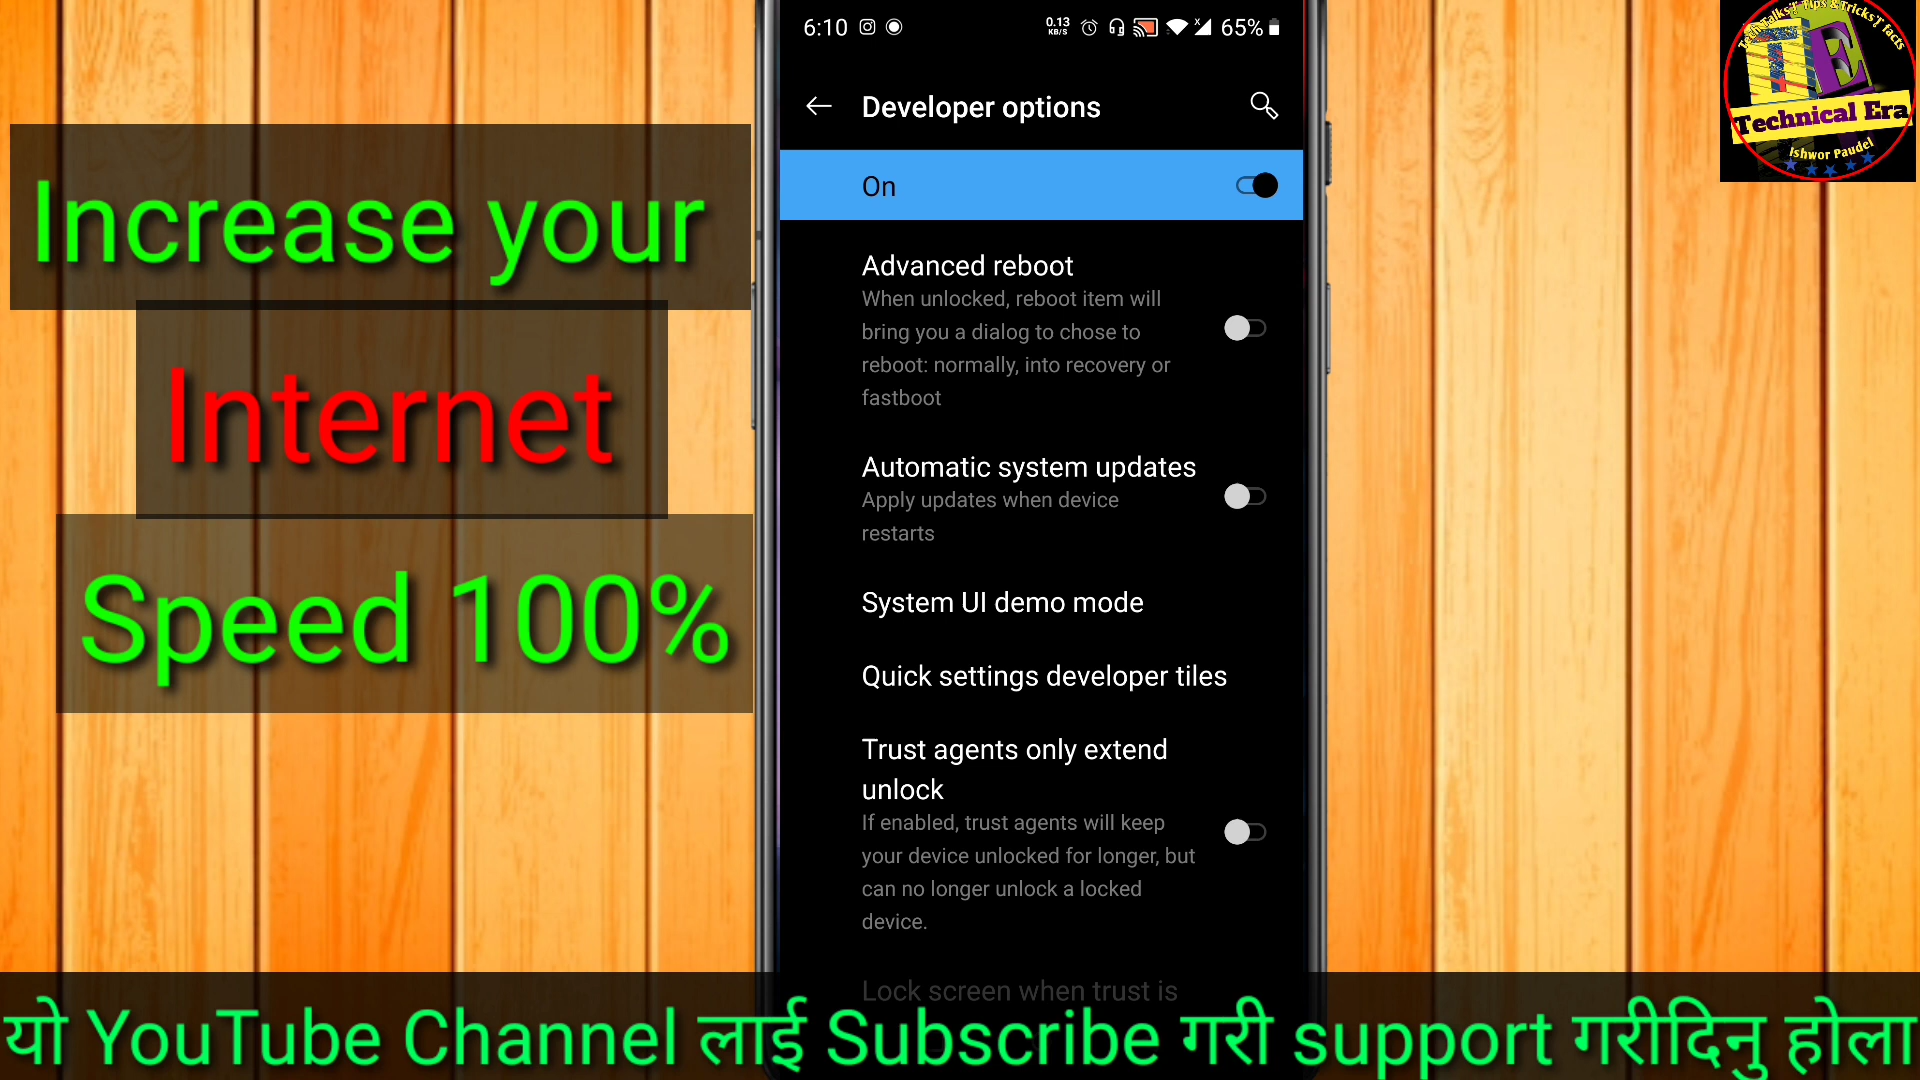 6:10
0.13
KB/S
65%
Developer options
On
Advanced reboot
When unlocked, reboot item will
bring you a dialog to chose to
reboot: normally, into recovery or
fastboot
Automatic system updates
Apply updates when device
restarts
System UI demo mode
Quick settings developer tiles
Trust agents only extend
unlock
If enabled, trust agents will keep
your device unlocked for longer, but
can no longer unlock a locked
device.
Lock screen when trust is
Increase your
Internet
Speed 100%
TE
Technical Era
Ishwor Paudel
यो YouTube Channel लाई Subscribe गरी support गरीदिनु होला